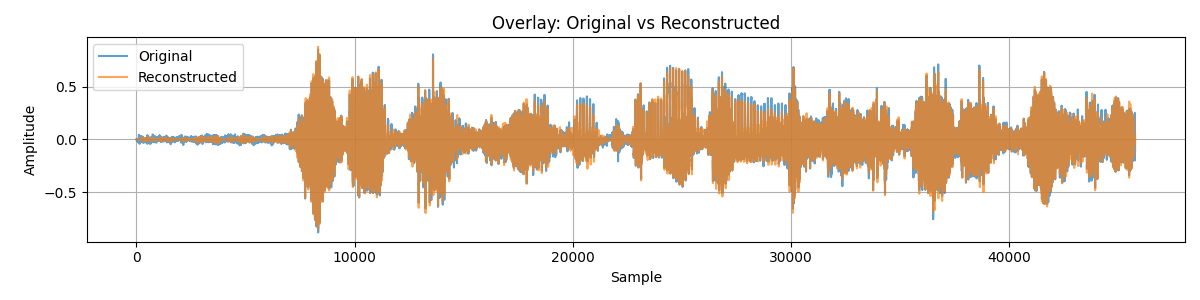 Overlay: Original vs Reconstructed
Original
Reconstructed
Amplitude
0.5
0.0
−0.5
0 10000 20000 30000 40000
Sample